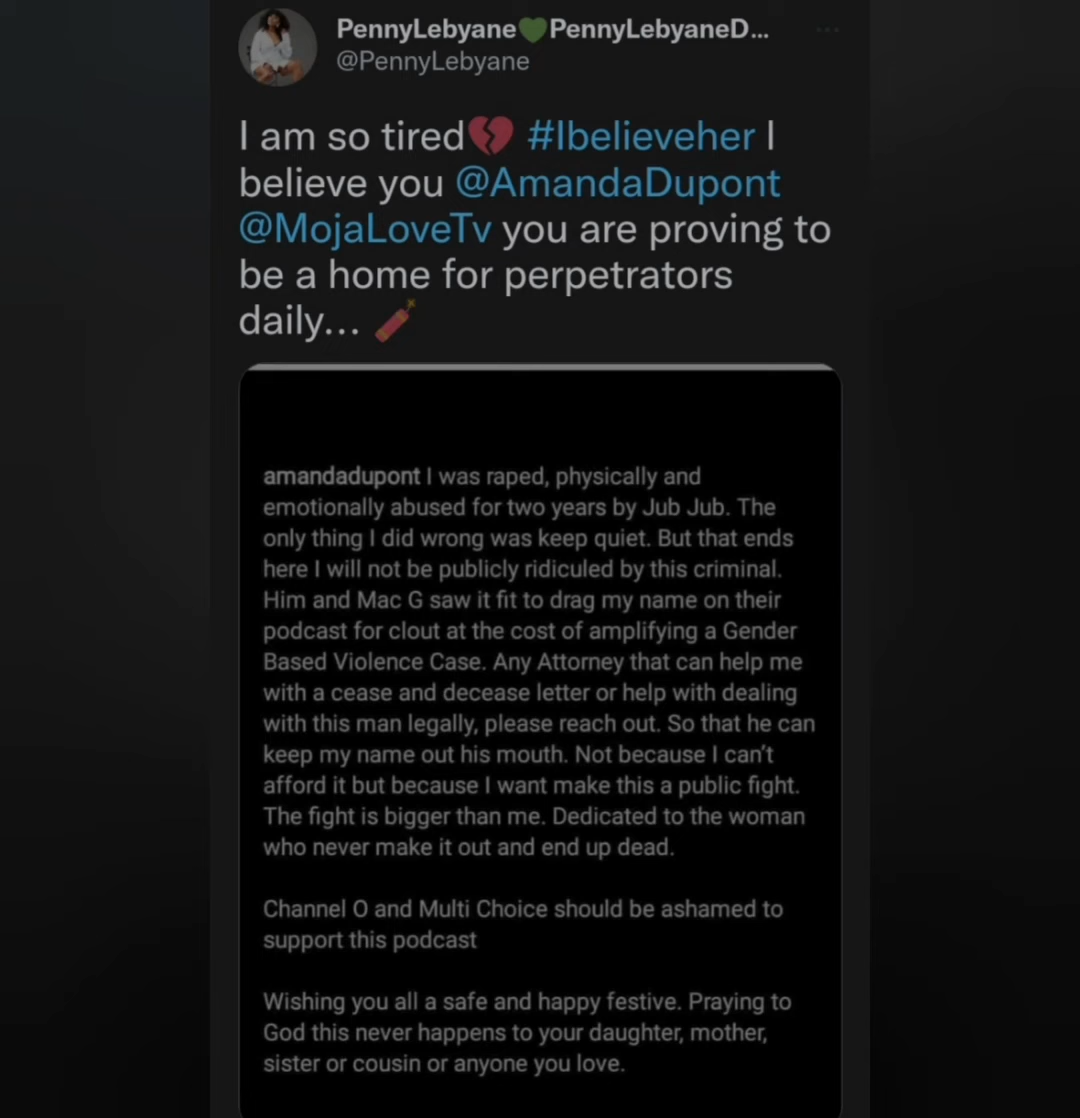 PennyLebyane💚PennyLebyaneD...
@PennyLebyane
I am so tired💔 #Ibelieveher I
believe you @AmandaDupont
@MojaLoveTv you are proving to
be a home for perpetrators
daily... 🧨
amandadupont I was raped, physically and
emotionally abused for two years by Jub Jub. The
only thing I did wrong was keep quiet. But that ends
here I will not be publicly ridiculed by this criminal.
Him and Mac G saw it fit to drag my name on their
podcast for clout at the cost of amplifying a Gender
Based Violence Case. Any Attorney that can help me
with a cease and decease letter or help with dealing
with this man legally, please reach out. So that he can
keep my name out his mouth. Not because I can't
afford it but because I want make this a public fight.
The fight is bigger than me. Dedicated to the woman
who never make it out and end up dead.
Channel O and Multi Choice should be ashamed to
support this podcast
Wishing you all a safe and happy festive. Praying to
God this never happens to your daughter, mother,
sister or cousin or anyone you love.